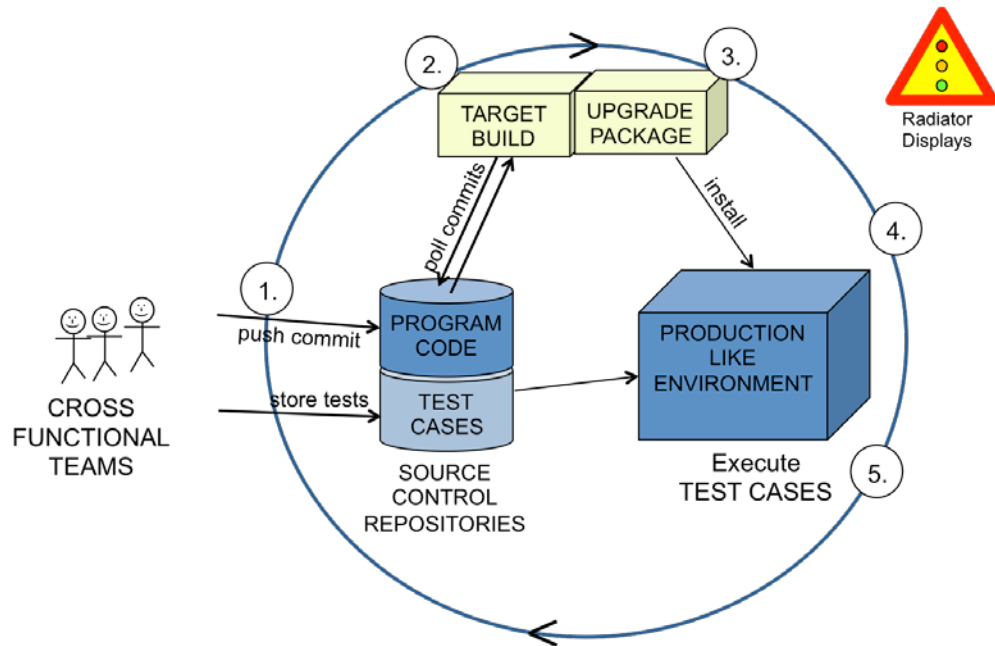 2.
3.
TARGET
BUILD
UPGRADE
PACKAGE
Radiator
Displays
poll commits
install
4.
1.
push commit
PROGRAM
CODE
PRODUCTION
LIKE
ENVIRONMENT
store tests
TEST
CASES
CROSS
FUNCTIONAL
TEAMS
SOURCE
CONTROL
REPOSITORIES
Execute
TEST CASES
5.